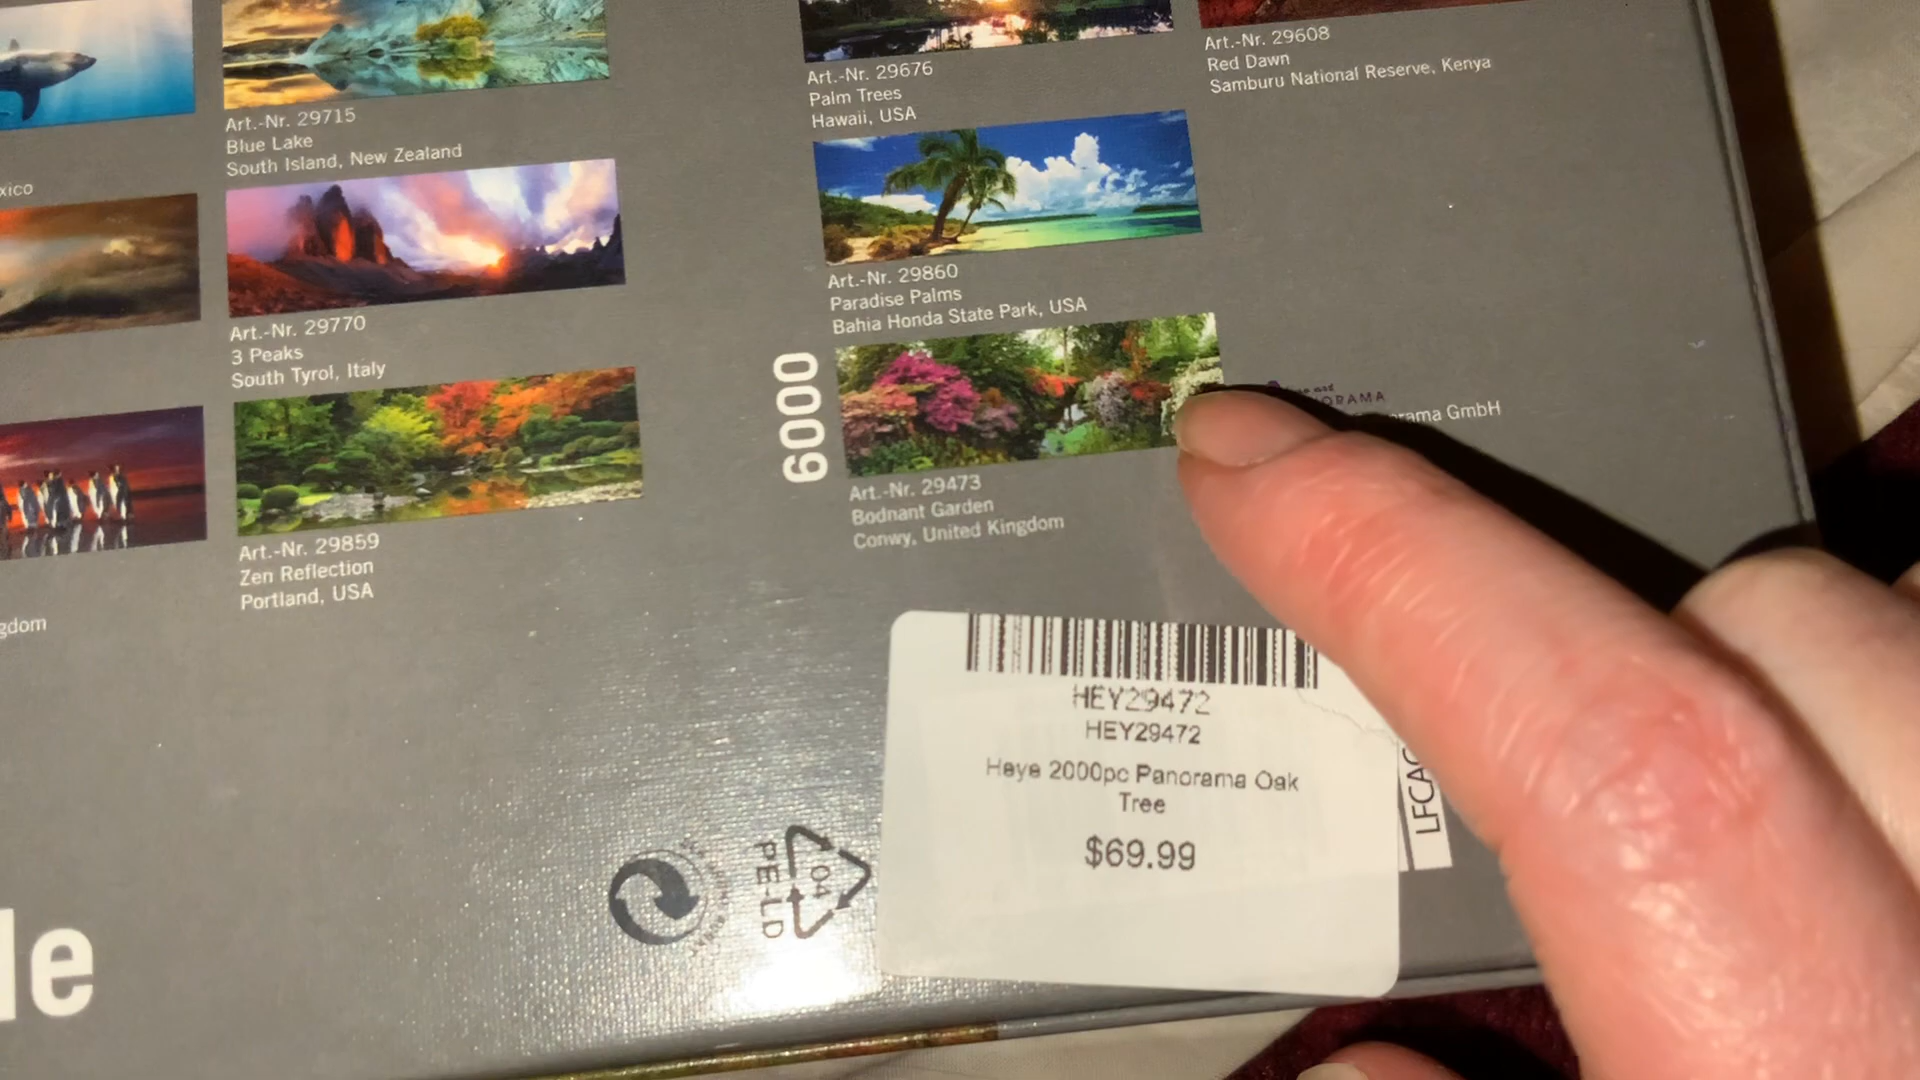 Art.-Nr. 29715
Blue Lake
South Island, New Zealand
xico
Art.-Nr. 29770
3 Peaks
South Tyrol, Italy
Art.-Nr. 29859
Zen Reflection
Portland, USA
gdom
Art.-Nr. 29676
Palm Trees
Hawaii, USA
Art.-Nr. 29860
Paradise Palms
Bahia Honda State Park, USA
6000
Art.-Nr. 29473
Bodnant Garden
Conwy, United Kingdom
Art.-Nr. 29608
Red Dawn
Samburu National Reserve, Kenya
ORAMA
rama GmbH
HEY29472
HEY29472
Heye 2000pc Panorama Oak
Tree
$69.99
LFCAC
04
PE-LD
le